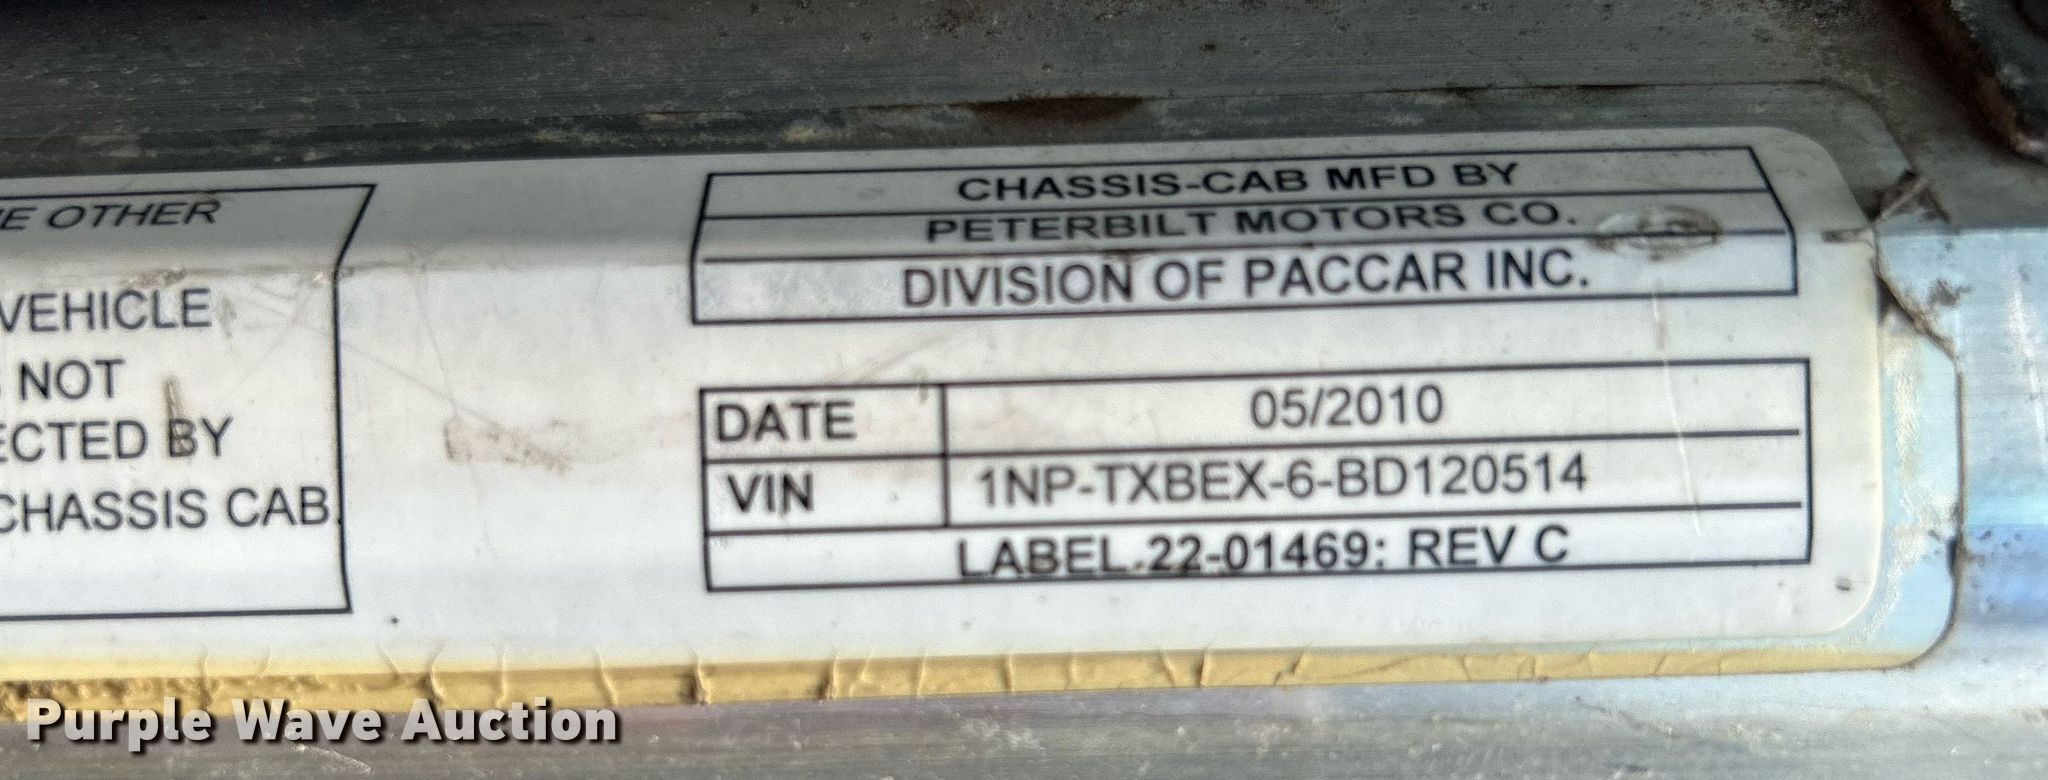 E OTHER
VEHICLE
NOT
ECTED BY
CHASSIS CAB.
CHASSIS-CAB MFD BY
PETERBILT MOTORS CO.
DIVISION OF PACCAR INC.
DATE 05/2010
VIN 1NP-TXBEX-6-BD120514
LABEL.22-01469: REV C
Purple Wave Auction